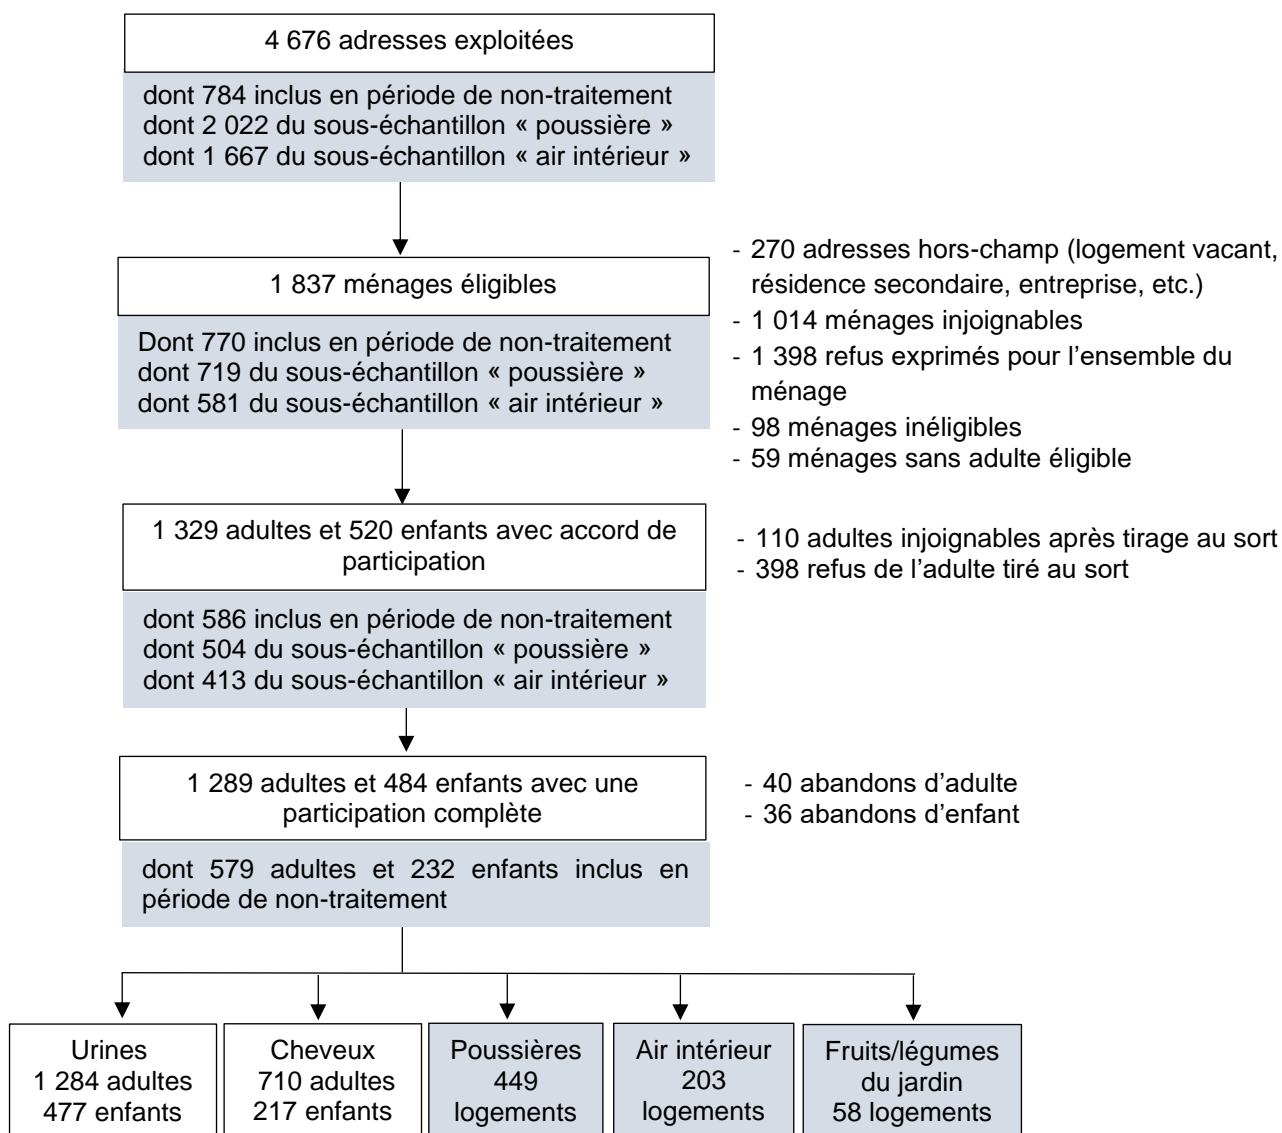 4 676 adresses exploitées
dont 784 inclus en période de non-traitement
dont 2 022 du sous-échantillon « poussière »
dont 1 667 du sous-échantillon « air intérieur »
- 270 adresses hors-champ (logement vacant,
résidence secondaire, entreprise, etc.)
- 1 014 ménages injoignables
- 1 398 refus exprimés pour l’ensemble du
ménage
- 98 ménages inéligibles
- 59 ménages sans adulte éligible
1 837 ménages éligibles
Dont 770 inclus en période de non-traitement
dont 719 du sous-échantillon « poussière »
dont 581 du sous-échantillon « air intérieur »
1 329 adultes et 520 enfants avec accord de
participation
- 110 adultes injoignables après tirage au sort
- 398 refus de l’adulte tiré au sort
dont 586 inclus en période de non-traitement
dont 504 du sous-échantillon « poussière »
dont 413 du sous-échantillon « air intérieur »
1 289 adultes et 484 enfants avec une
participation complète
- 40 abandons d’adulte
- 36 abandons d’enfant
dont 579 adultes et 232 enfants inclus en
période de non-traitement
Urines
1 284 adultes
477 enfants
Cheveux
710 adultes
217 enfants
Poussières
449
logements
Air intérieur
203
logements
Fruits/légumes
du jardin
58 logements